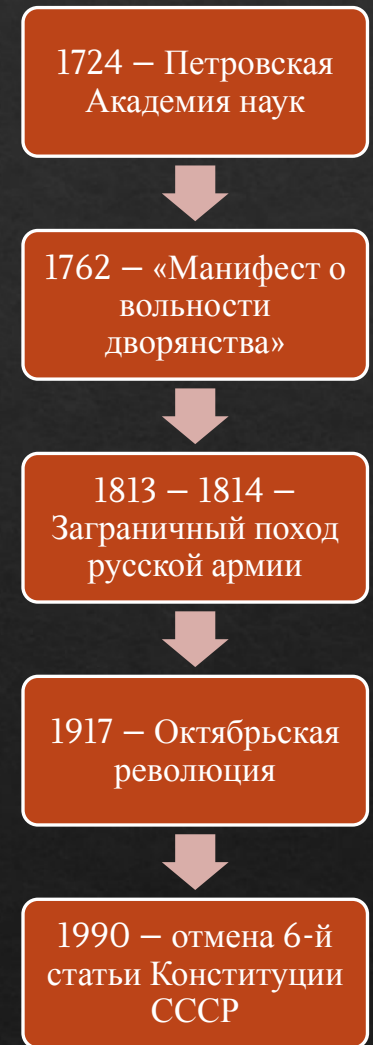 1724 – Петровская
Академия наук
1762 – «Манифест о
вольности
дворянства»
1813 – 1814 –
Заграничный поход
русской армии
1917 – Октябрьская
революция
1990 – отмена 6-й
статьи Конституции
СССР